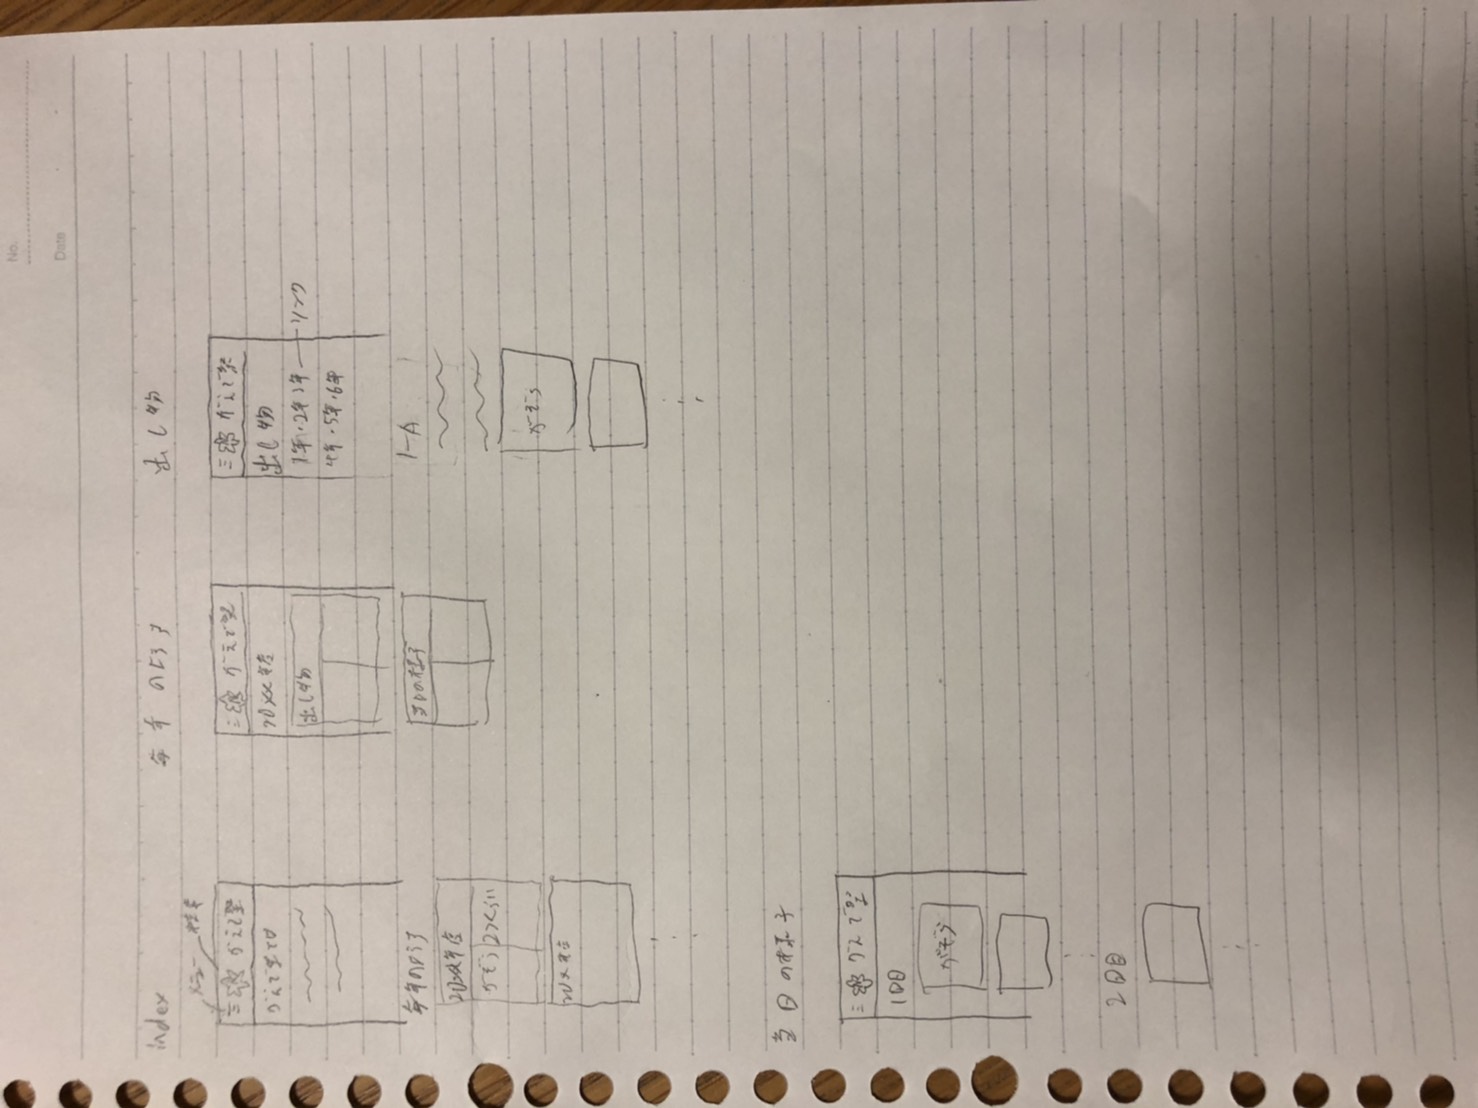 No.
Date
index
毎年のようす
出し物
メニュー 校章
かえで祭
かえで祭とは
毎年のようす
20xx年度
がぞう 2つくらい
20xx年度
かえで祭
20xx年度
出し物
当日の様子
かえで祭
出し物
1年・2年・3年 リンク
4年・5年・6年
1-A
がぞう
当日の様子
かえで祭
1日目
がぞう
2日目